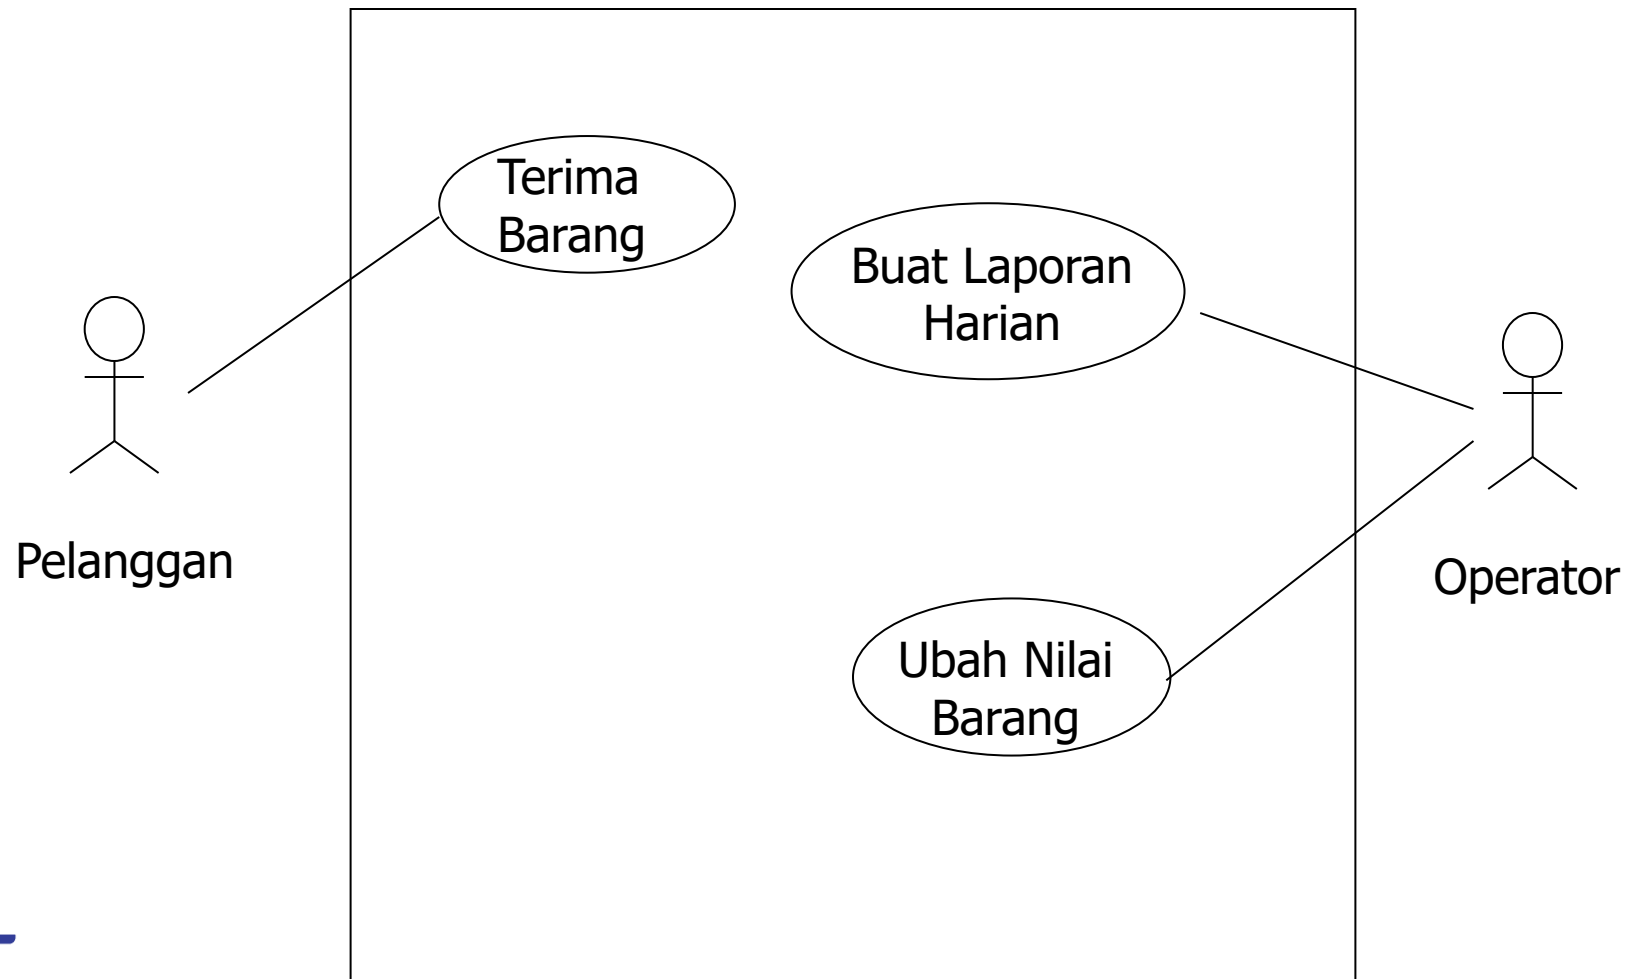 Terima
Barang
Buat Laporan
Harian
Pelanggan
Operator
Ubah Nilai
Barang